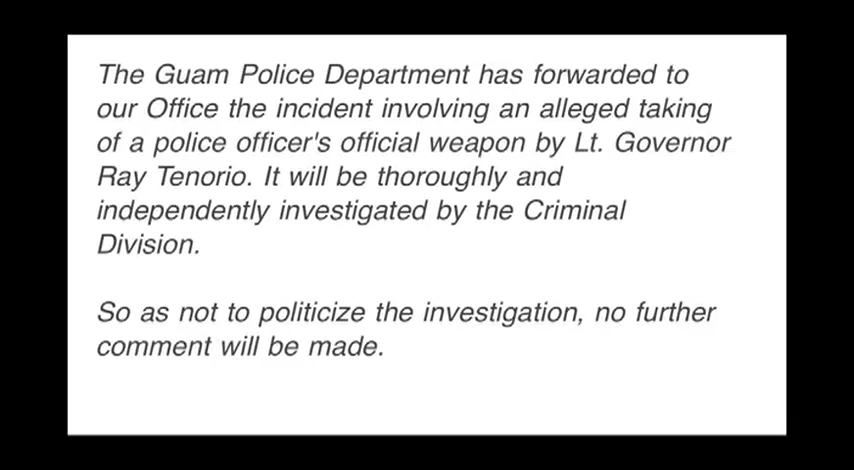 The Guam Police Department has forwarded to
our Office the incident involving an alleged taking
of a police officer's official weapon by Lt. Governor
Ray Tenorio. It will be thoroughly and
independently investigated by the Criminal
Division.
So as not to politicize the investigation, no further
comment will be made.